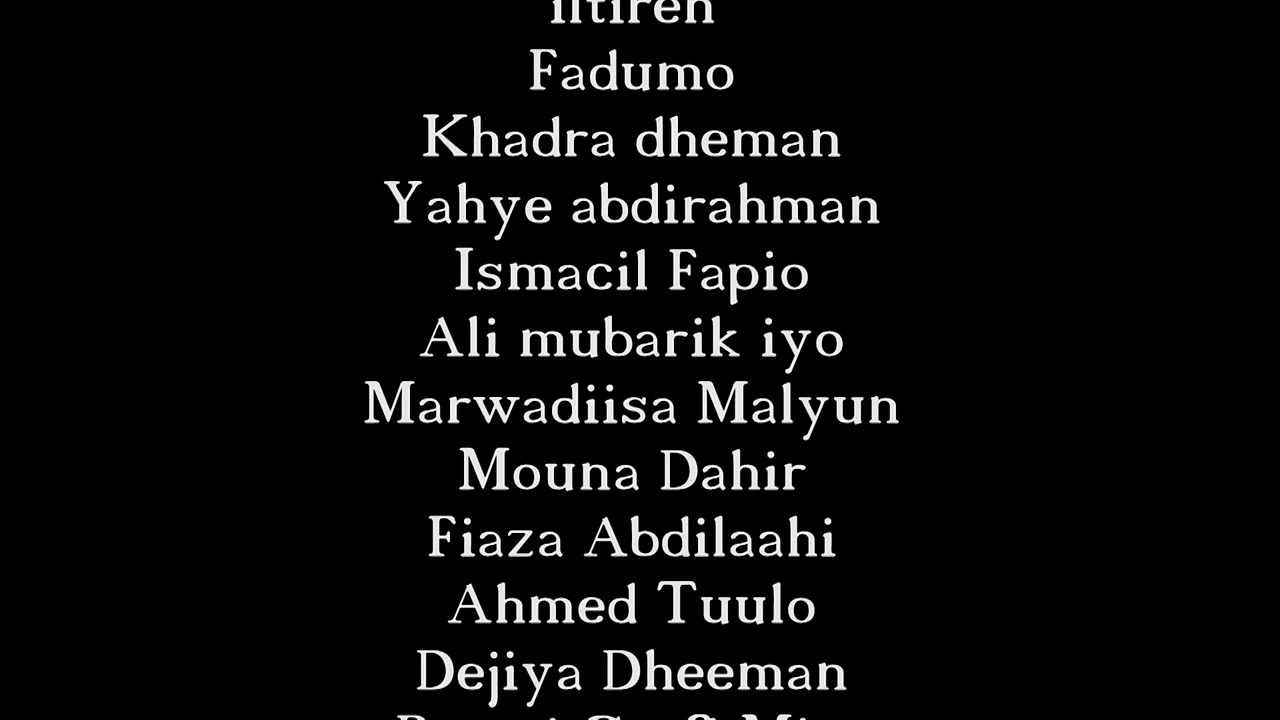 Fadumo
Khadra dheman
Yahye abdirahman
Ismacil Fapio
Ali mubarik iyo
Marwadiisa Malyun
Mouna Dahir
Fiaza Abdilaahi
Ahmed Tuulo
Dejiya Dheeman